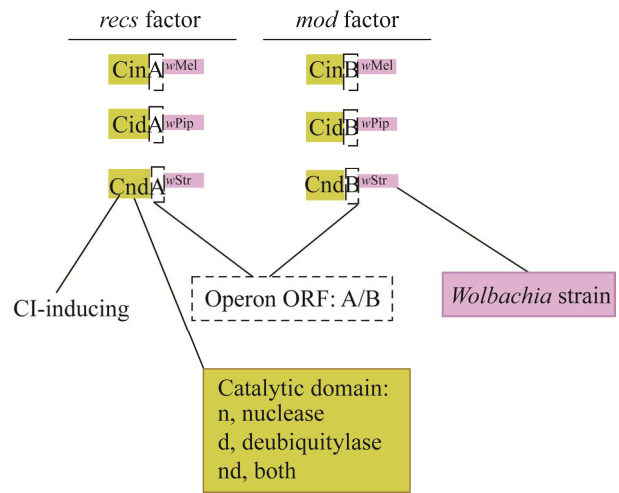 recs factor mod factor
CinA wMel CinB wMel
CidA wPip CidB wPip
CndA wStr CndB wStr
CI-inducing
Operon ORF: A/B
Wolbachia strain
Catalytic domain:
n, nuclease
d, deubiquitylase
nd, both